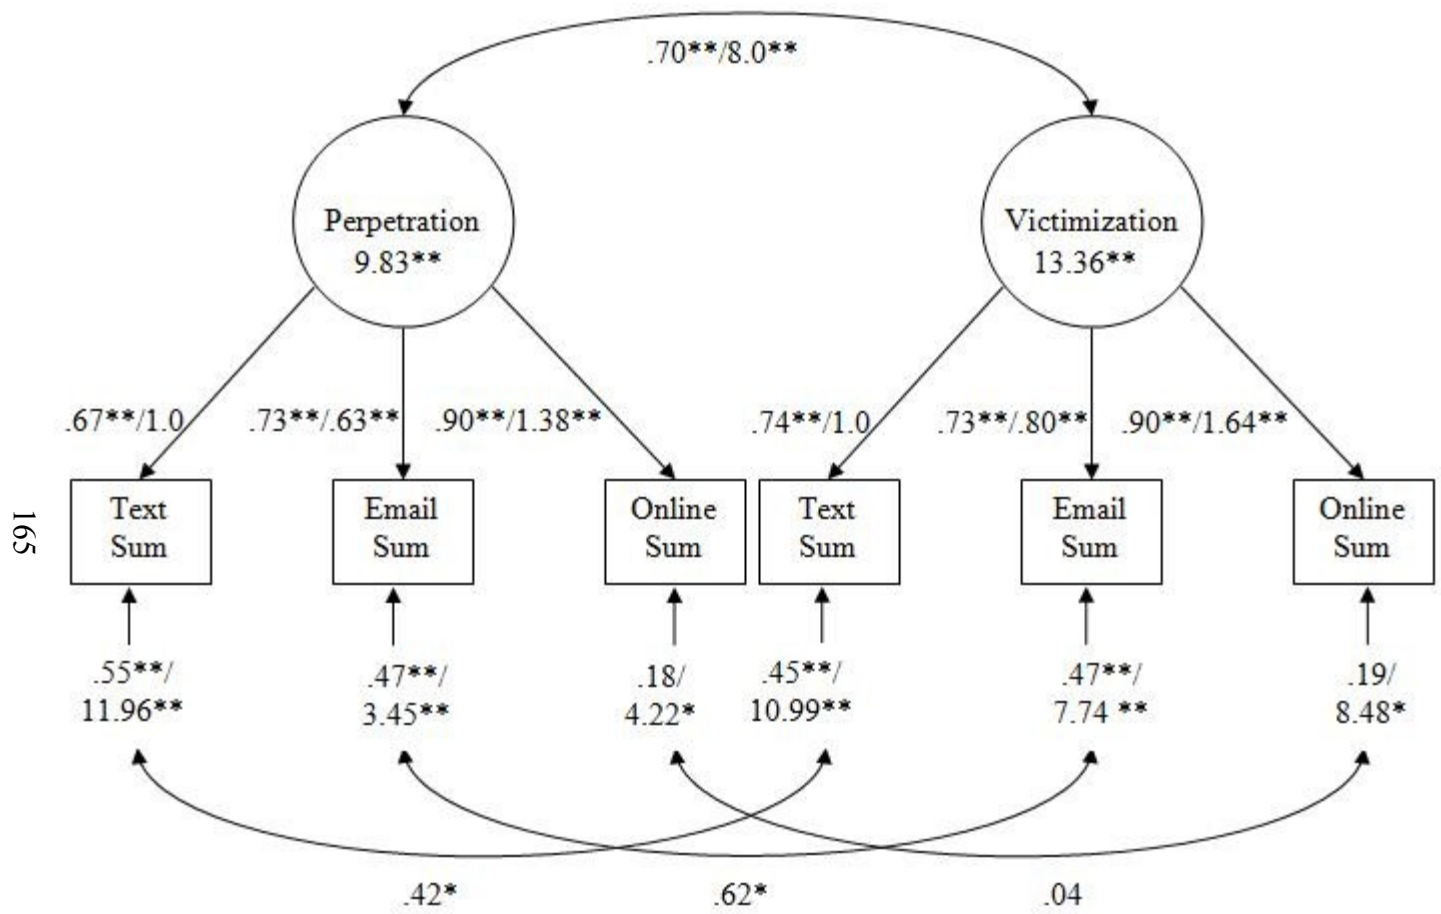 .70**/8.0**
Perpetration
9.83**
Victimization
13.36**
.67**/1.0
.73**/.63**
.90**/1.38**
.74**/1.0
.73**/.80**
.90**/1.64**
Text
Sum
Email
Sum
Online
Sum
Text
Sum
Email
Sum
Online
Sum
165
.55**/
11.96**
.47**/
3.45**
.18/
4.22*
.45**/
10.99**
.47**/
7.74 **
.19/
8.48*
.42*
.62*
.04